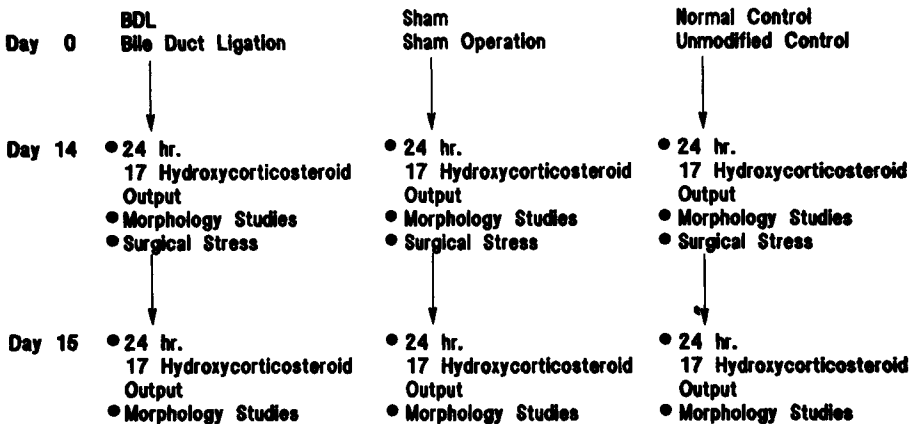 BDL Sham Normal Control
Day 0 Bile Duct Ligation Sham Operation Unmodified Control
Day 14 ● 24 hr. ● 24 hr. ● 24 hr.
17 Hydroxycorticosteroid 17 Hydroxycorticosteroid 17 Hydroxycorticosteroid
Output Output Output
● Morphology Studies ● Morphology Studies ● Morphology Studies
● Surgical Stress ● Surgical Stress ● Surgical Stress
Day 15 ● 24 hr. ● 24 hr. ● 24 hr.
17 Hydroxycorticosteroid 17 Hydroxycorticosteroid 17 Hydroxycorticosteroid
Output Output Output
● Morphology Studies ● Morphology Studies ● Morphology Studies